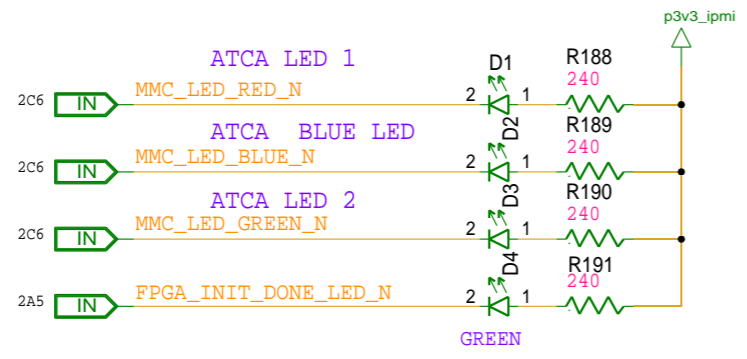 p3v3_ipmi
ATCA LED 1
D1
R188
240
2C6 IN MMC_LED_RED_N 2 1
ATCA BLUE LED
D2
R189
240
2C6 IN MMC_LED_BLUE_N 2 1
ATCA LED 2
D3
R190
240
2C6 IN MMC_LED_GREEN_N 2 1
D4
R191
240
2A5 IN FPGA_INIT_DONE_LED_N 2 1
GREEN